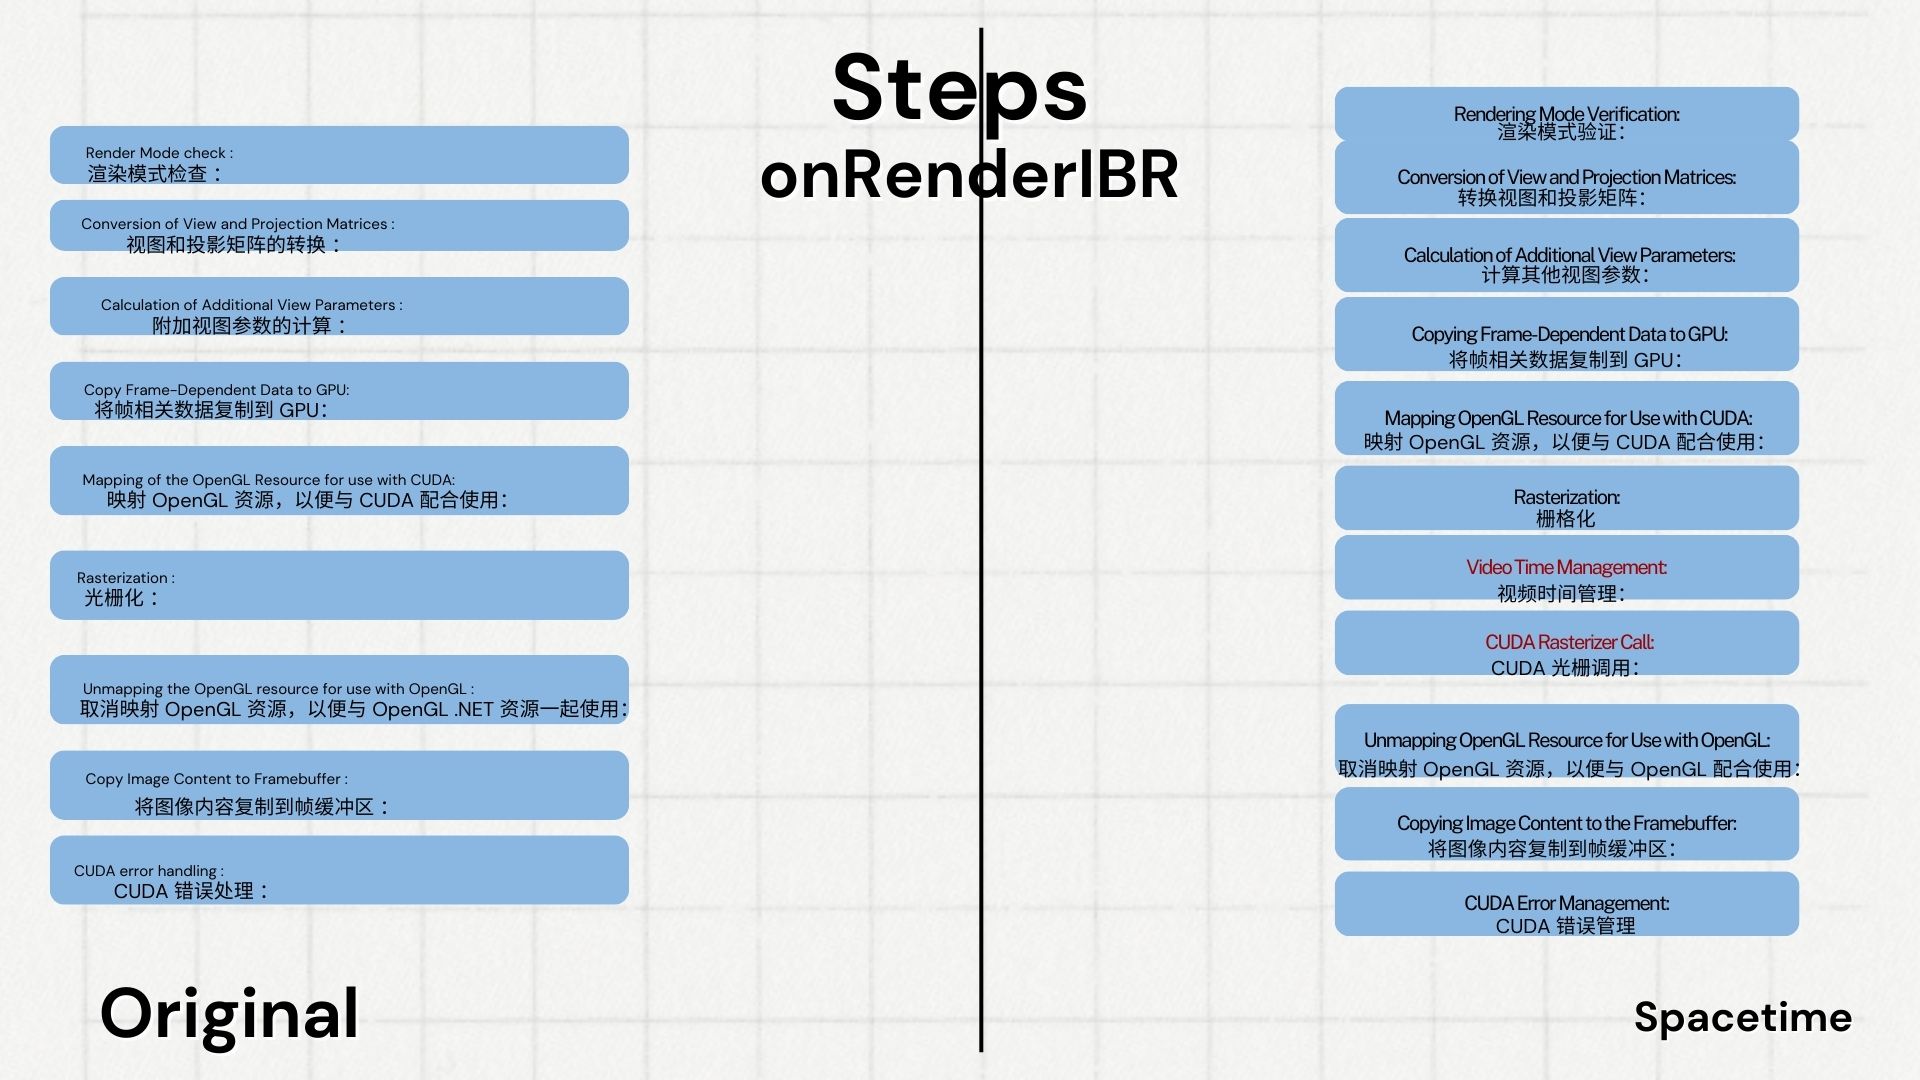 Steps
onRenderIBR
Render Mode check :
渲染模式检查 :
Conversion of View and Projection Matrices :
视图和投影矩阵的转换 :
Calculation of Additional View Parameters :
附加视图参数的计算 :
Copy Frame-Dependent Data to GPU:
将帧相关数据复制到 GPU:
Mapping of the OpenGL Resource for use with CUDA:
映射 OpenGL 资源，以便与 CUDA 配合使用:
Rasterization :
光栅化 :
Unmapping the OpenGL resource for use with OpenGL :
取消映射 OpenGL 资源，以便与 OpenGL .NET 资源一起使用:
Copy Image Content to Framebuffer :
将图像内容复制到帧缓冲区 :
CUDA error handling :
CUDA 错误处理 :
Original
Rendering Mode Verification:
渲染模式验证:
Conversion of View and Projection Matrices:
转换视图和投影矩阵:
Calculation of Additional View Parameters:
计算其他视图参数:
Copying Frame-Dependent Data to GPU:
将帧相关数据复制到 GPU:
Mapping OpenGL Resource for Use with CUDA:
映射 OpenGL 资源，以便与 CUDA 配合使用:
Rasterization:
栅格化
Video Time Management:
视频时间管理:
CUDA Rasterizer Call:
CUDA 光栅调用:
Unmapping OpenGL Resource for Use with OpenGL:
取消映射 OpenGL 资源，以便与 OpenGL 配合使用:
Copying Image Content to the Framebuffer:
将图像内容复制到帧缓冲区:
CUDA Error Management:
CUDA 错误管理
Spacetime